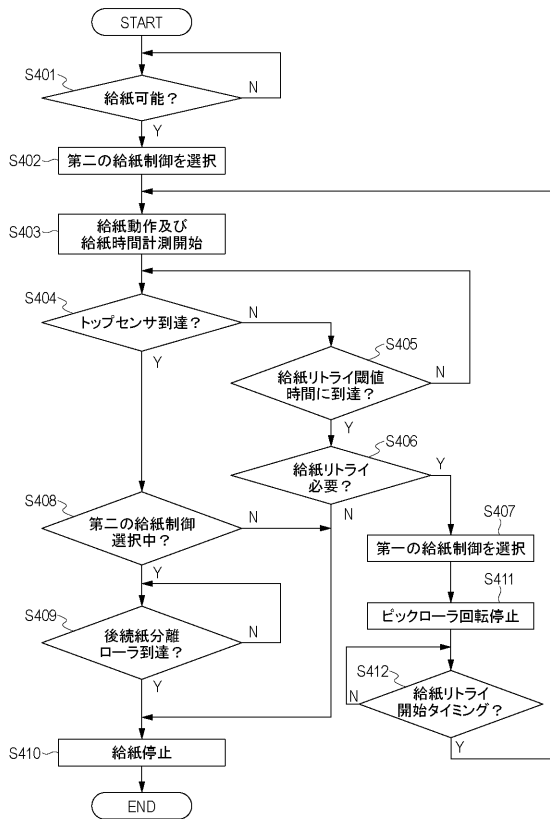 START
S401
給紙可能？
N
Y
S402
第二の給紙制御を選択
S403
給紙動作及び
給紙時間計測開始
S404
トップセンサ到達？
N
Y
S405
給紙リトライ閾値
時間に到達？
N
Y
S406
給紙リトライ
必要？
Y
N
S407
第一の給紙制御を選択
S408
第二の給紙制御
選択中？
N
Y
S411
ピックローラ回転停止
S409
後続紙分離
ローラ到達？
N
Y
S412
給紙リトライ
開始タイミング？
N
Y
S410
給紙停止
END